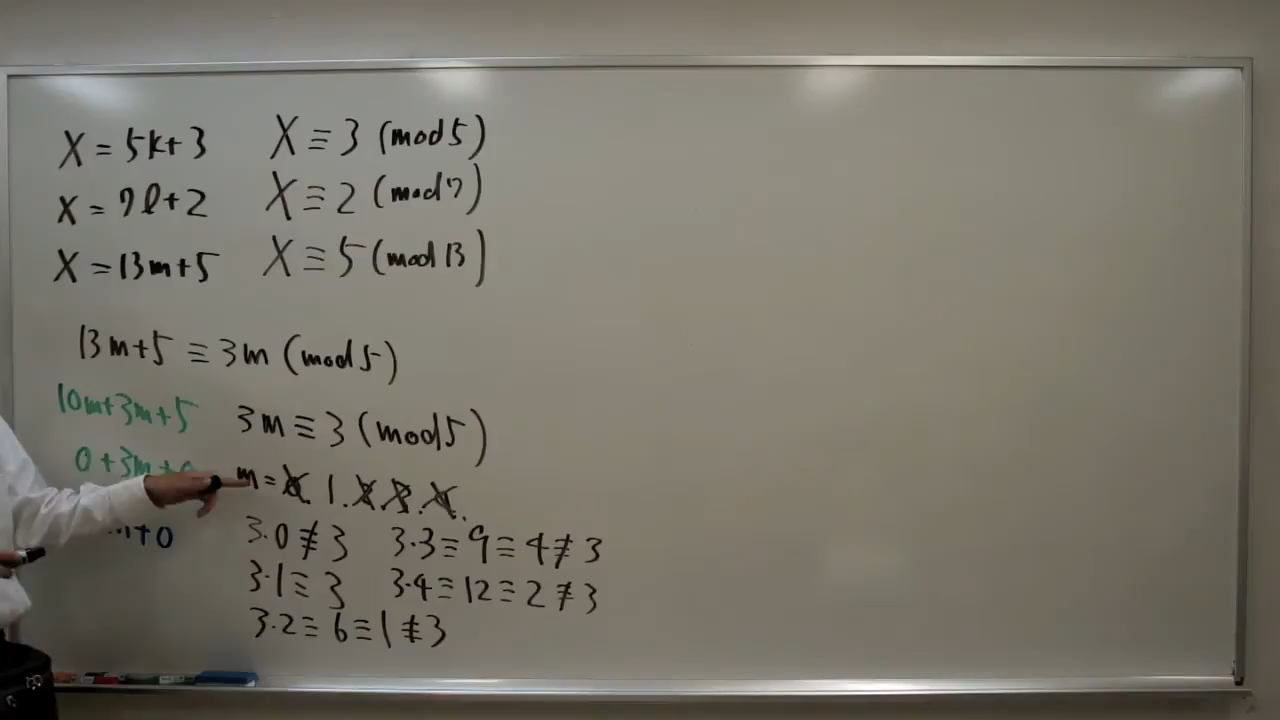 X = 5k+3 X ≡ 3 (mod 5)
X = 7l+2 X ≡ 2 (mod 7)
X = 13m+5 X ≡ 5 (mod 13)
13m+5 ≡ 3m (mod 5)
10m+3m+5 3m ≡ 3 (mod 5)
0+3m+0 m = 0. 1. 2. 3. 4.
m+0 3·0 ≢ 3 3·3 ≡ 9 ≡ 4 ≢ 3
3·1 ≡ 3 3·4 ≡ 12 ≡ 2 ≢ 3
3·2 ≡ 6 ≡ 1 ≢ 3